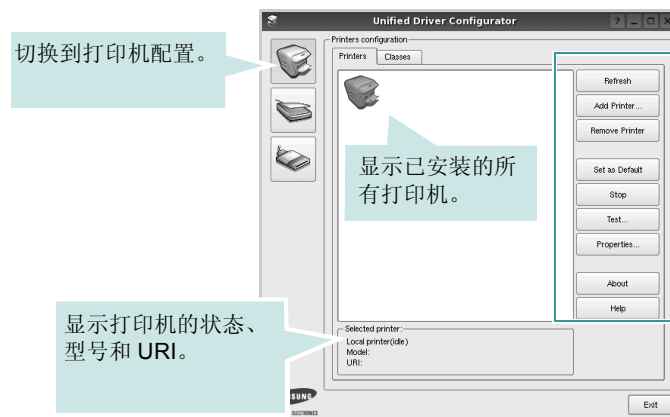 Unified Driver Configurator
切换到打印机配置。
Printers configuration
Printers
Classes
Refresh
Add Printer...
Remove Printer
显示已安装的所
有打印机。
Set as Default
Stop
Test...
Properties...
About
Help
显示打印机的状态、
型号和 URI。
Selected printer:
Local printer(idle)
Model:
URI:
SUNG
ELECTRONICS
Exit